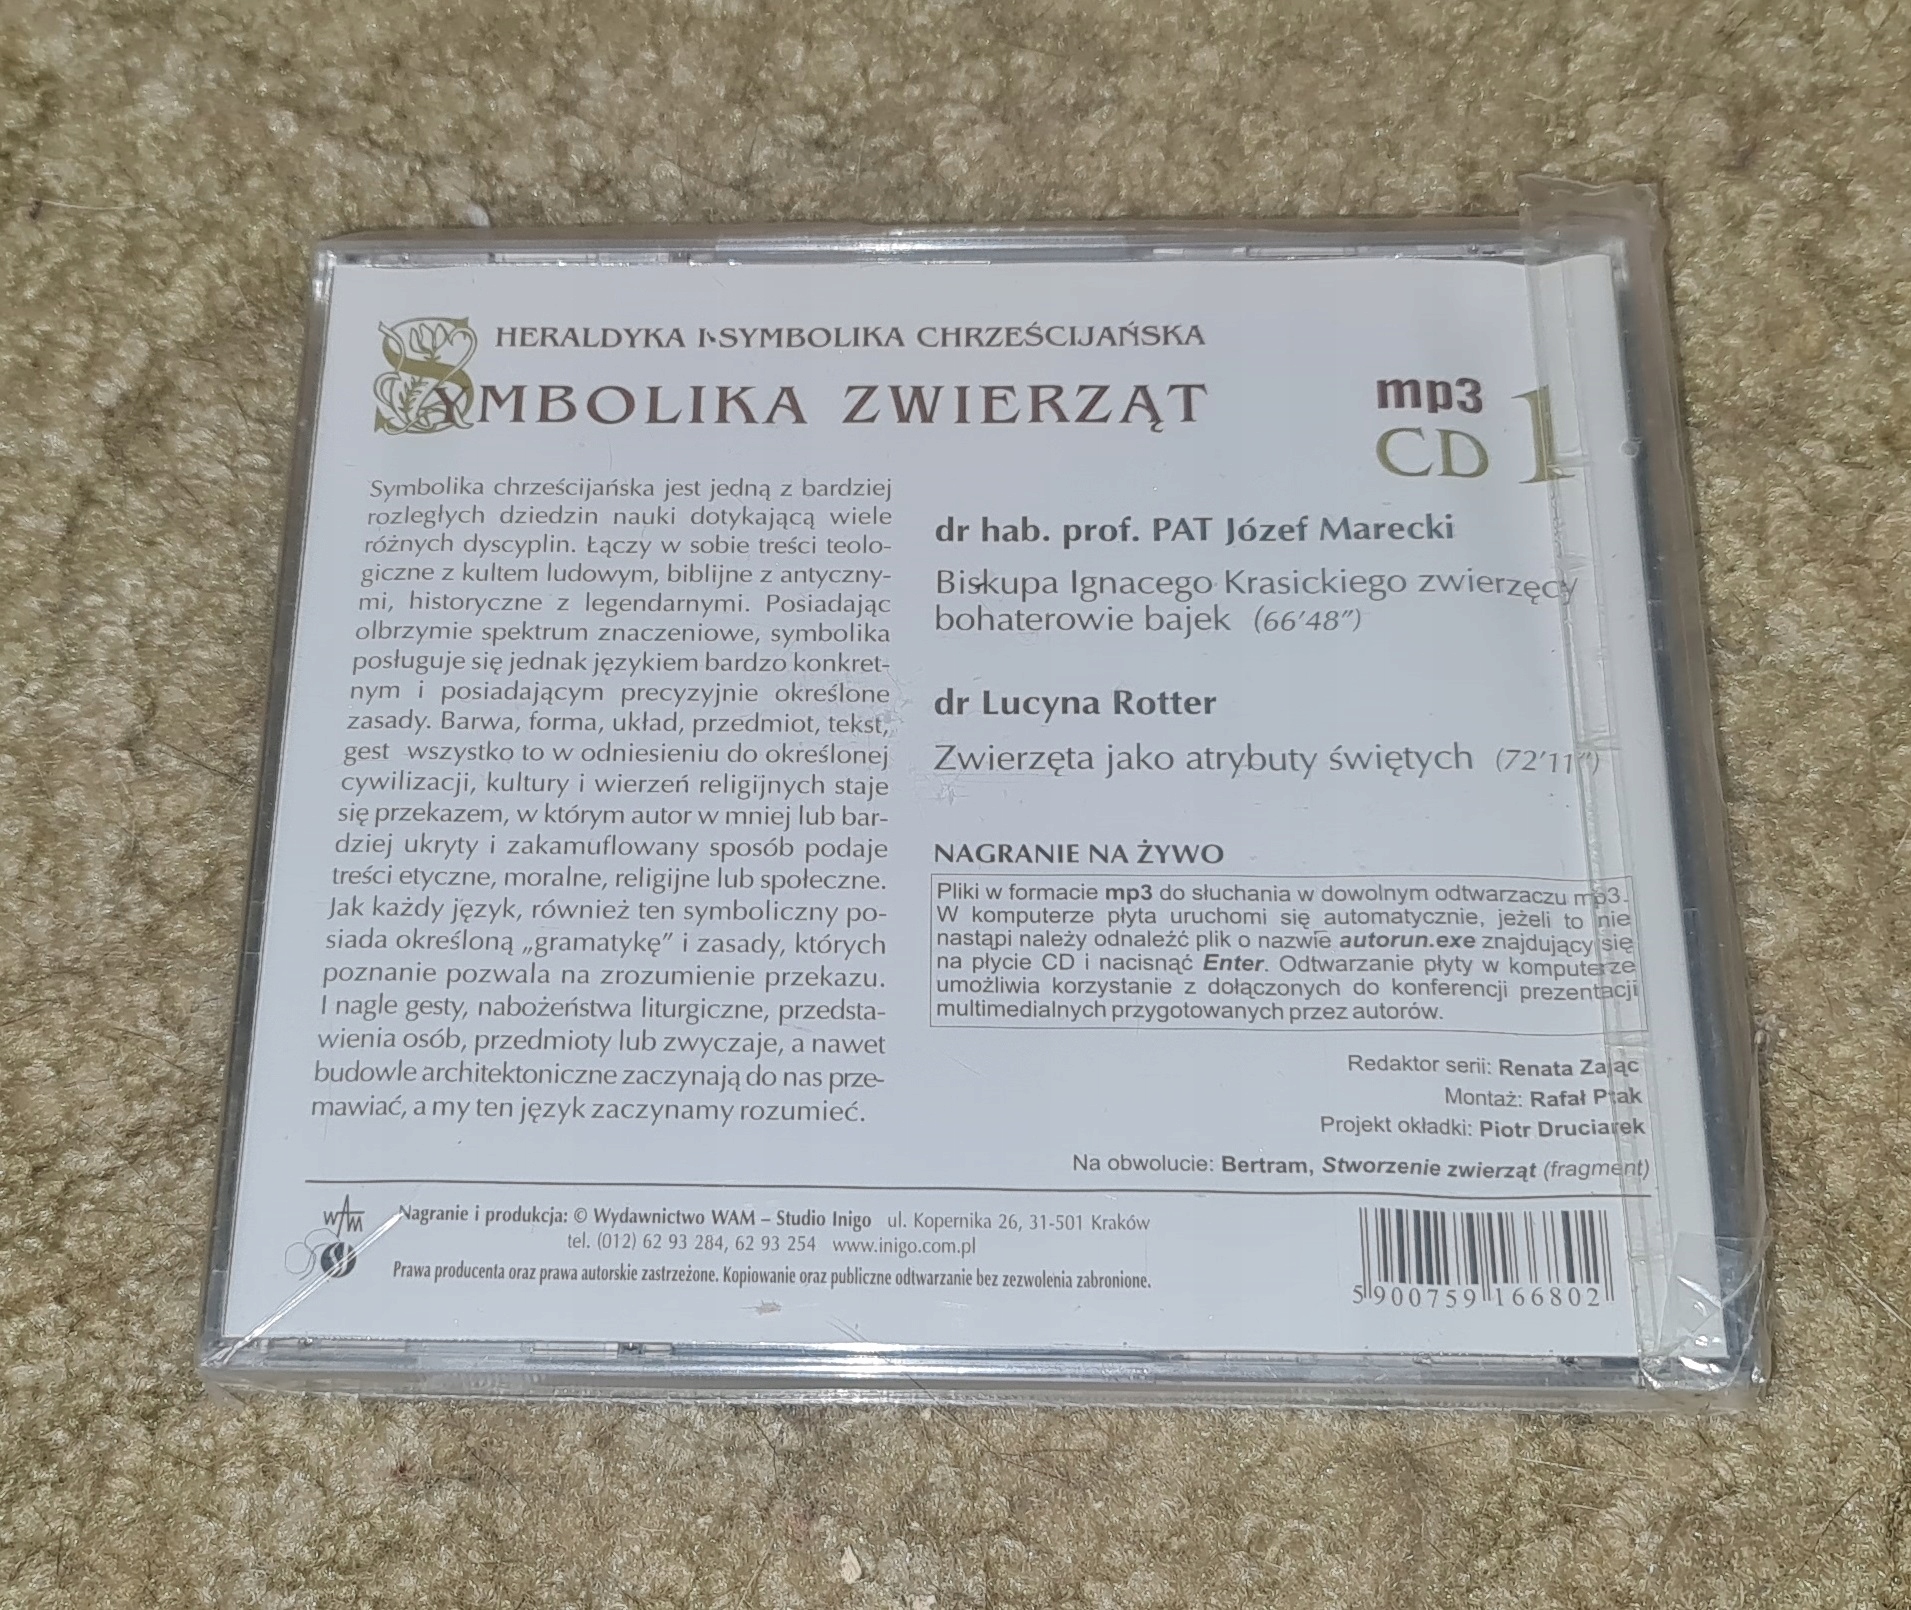 HERALDYKA I SYMBOLIKA CHRZEŚCIJAŃSKA
SYMBOLIKA ZWIERZĄT
mp3
CD 1
Symbolika chrześcijańska jest jedną z bardziej
rozległych dziedzin nauki dotykającą wiele
różnych dyscyplin. Łączy w sobie treści teolo-
giczne z kultem ludowym, biblijne z antyczny-
mi, historyczne z legendarnymi. Posiadając
olbrzymie spektrum znaczeniowe, symbolika
posługuje się jednak językiem bardzo konkret-
nym i posiadającym precyzyjnie określone
zasady. Barwa, forma, układ, przedmiot, tekst,
gest wszystko to w odniesieniu do określonej
cywilizacji, kultury i wierzeń religijnych staje
się przekazem, w którym autor w mniej lub bar-
dziej ukryty i zakamuflowany sposób podaje
treści etyczne, moralne, religijne lub społeczne.
Jak każdy język, również ten symboliczny po-
siada określoną „gramatykę" i zasady, których
poznanie pozwala na zrozumienie przekazu.
I nagle gesty, nabożeństwa liturgiczne, przedsta-
wienia osób, przedmioty lub zwyczaje, a nawet
budowle architektoniczne zaczynają do nas prze-
mawiać, a my ten język zaczynamy rozumieć.
dr hab. prof. PAT Józef Marecki
Biskupa Ignacego Krasickiego zwierzęcy
bohaterowie bajek (66'48")
dr Lucyna Rotter
Zwierzęta jako atrybuty świętych (72'11")
NAGRANIE NA ŻYWO
Pliki w formacie mp3 do słuchania w dowolnym odtwarzaczu mp3.
W komputerze płyta uruchomi się automatycznie, jeżeli to nie
nastąpi należy odnaleźć plik o nazwie autorun.exe znajdujący się
na płycie CD i nacisnąć Enter. Odtwarzanie płyty w komputerze
umożliwia korzystanie z dołączonych do konferencji prezentacji
multimedialnych przygotowanych przez autorów.
Redaktor serii: Renata Zając
Montaż: Rafał Ptak
Projekt okładki: Piotr Druciarek
Na obwolucie: Bertram, Stworzenie zwierząt (fragment)
WAM
Nagranie i produkcja: © Wydawnictwo WAM – Studio Inigo ul. Kopernika 26, 31-501 Kraków
tel. (012) 62 93 284, 62 93 254 www.inigo.com.pl
Prawa producenta oraz prawa autorskie zastrzeżone. Kopiowanie oraz publiczne odtwarzanie bez zezwolenia zabronione.
5 900759 166802